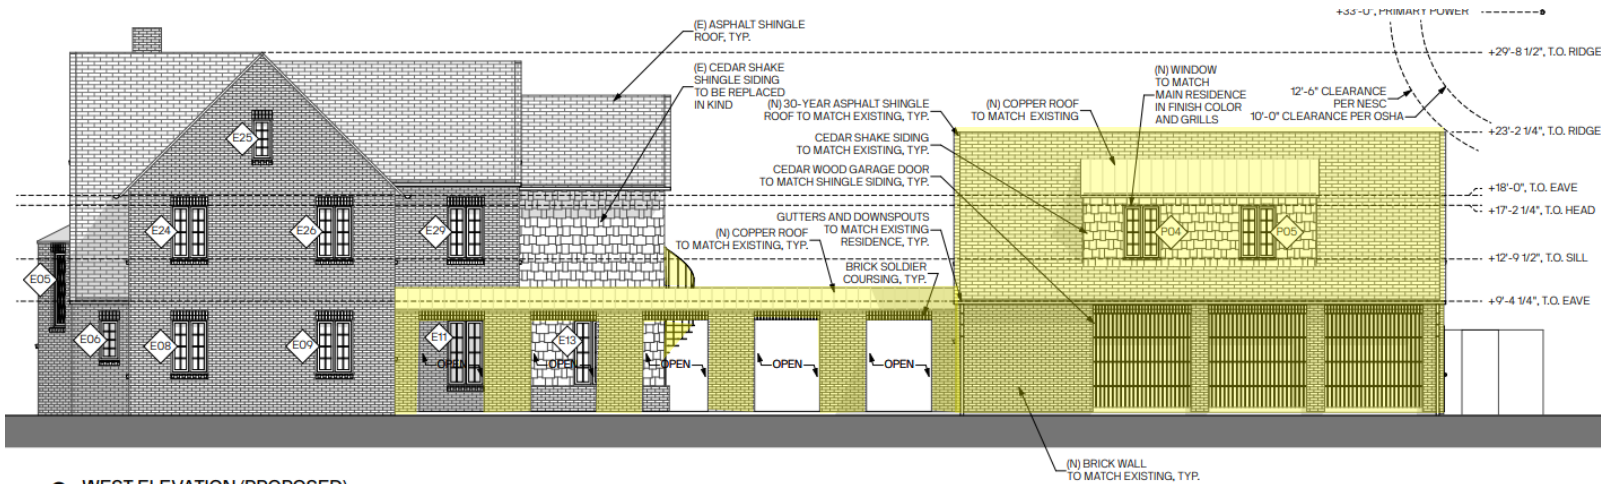 +33'-0", PRIMARY POWER
(E) ASPHALT SHINGLE
ROOF, TYP.
+29'-8 1/2", T.O. RIDGE
(E) CEDAR SHAKE
SHINGLE SIDING
TO BE REPLACED
IN KIND
(N) WINDOW
TO MATCH
MAIN RESIDENCE
IN FINISH COLOR
AND GRILLS
12'-6" CLEARANCE
PER NESC
10'-0" CLEARANCE PER OSHA
(N) 30-YEAR ASPHALT SHINGLE
ROOF TO MATCH EXISTING, TYP.
(N) COPPER ROOF
TO MATCH EXISTING
+23'-2 1/4", T.O. RIDGE
CEDAR SHAKE SIDING
TO MATCH EXISTING, TYP.
CEDAR WOOD GARAGE DOOR
TO MATCH SHINGLE SIDING, TYP.
+18'-0", T.O. EAVE
+17'-2 1/4", T.O. HEAD
GUTTERS AND DOWNSPOUTS
TO MATCH EXISTING
RESIDENCE, TYP.
(N) COPPER ROOF
TO MATCH EXISTING, TYP.
BRICK SOLDIER
COURSING, TYP.
+12'-9 1/2", T.O. SILL
+9'-4 1/4", T.O. EAVE
E25
E24
E26
E29
P04
P05
E05
E06
E08
E09
E11
E13
OPEN
OPEN
OPEN
OPEN
OPEN
(N) BRICK WALL
TO MATCH EXISTING, TYP.
WEST ELEVATION (PROPOSED)